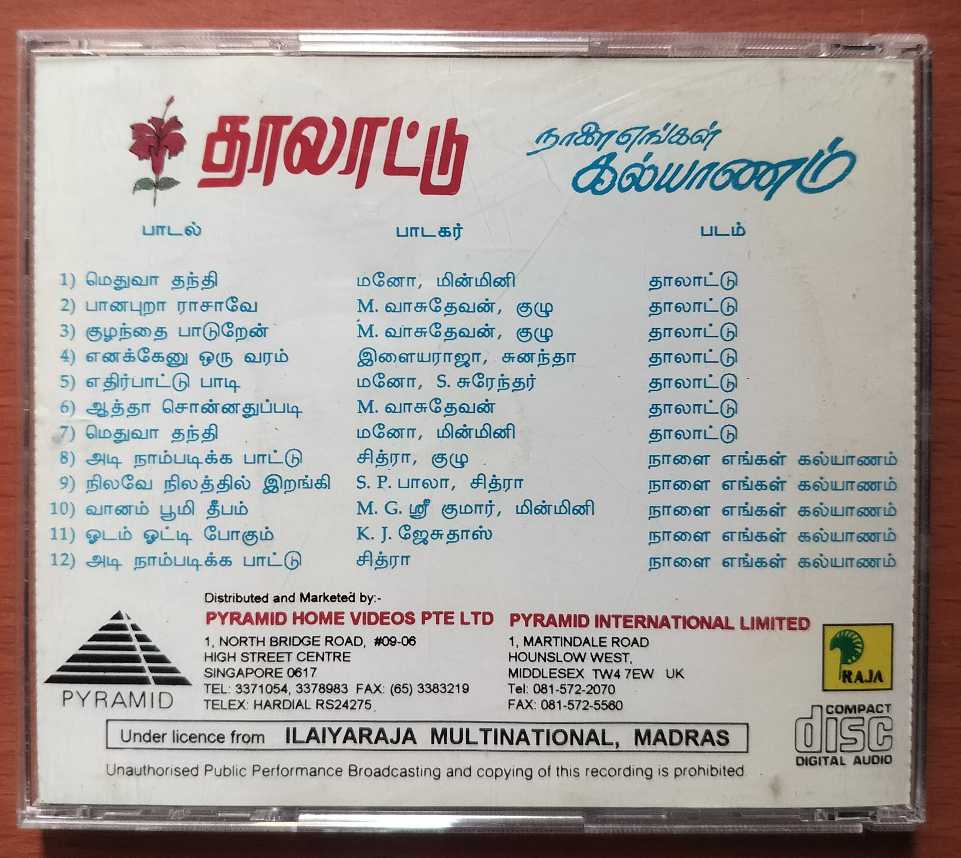 தாலாட்டு
நாளை எங்கள்
கல்யாணம்
பாடல் பாடகர் படம்
1) மெதுவா தந்தி மனோ, மின்மினி தாலாட்டு
2) பானபுறா ராசாவே M. வாசுதேவன், குழு தாலாட்டு
3) குழந்தை பாடுறேன் M. வாசுதேவன், குழு தாலாட்டு
4) எனக்கேனு ஒரு வரம் இளையராஜா, சுனந்தா தாலாட்டு
5) எதிர்பாட்டு பாடி மனோ, S. சுரேந்தர் தாலாட்டு
6) ஆத்தா சொன்னதுப்படி M. வாசுதேவன் தாலாட்டு
7) மெதுவா தந்தி மனோ, மின்மினி தாலாட்டு
8) அடி நாம்படிக்க பாட்டு சித்ரா, குழு நாளை எங்கள் கல்யாணம்
9) நிலவே நிலத்தில் இறங்கி S. P. பாலா, சித்ரா நாளை எங்கள் கல்யாணம்
10) வானம் பூமி தீபம் M. G. ஸ்ரீ குமார், மின்மினி நாளை எங்கள் கல்யாணம்
11) ஓடம் ஓட்டி போகும் K. J. ஜேசுதாஸ் நாளை எங்கள் கல்யாணம்
12) அடி நாம்படிக்க பாட்டு சித்ரா நாளை எங்கள் கல்யாணம்
Distributed and Marketed by:-
PYRAMID HOME VIDEOS PTE LTD PYRAMID INTERNATIONAL LIMITED
1, NORTH BRIDGE ROAD, #09-06 1, MARTINDALE ROAD
HIGH STREET CENTRE HOUNSLOW WEST,
SINGAPORE 0617 MIDDLESEX TW4 7EW UK
TEL: 3371054, 3378983 FAX: (65) 3383219 Tel: 081-572-2070
TELEX: HARDIAL RS24275. FAX: 081-572-5560
PYRAMID
RAJA
Under licence from ILAIYARAJA MULTINATIONAL, MADRAS
COMPACT
disc
DIGITAL AUDIO
Unauthorised Public Performance Broadcasting and copying of this recording is prohibited